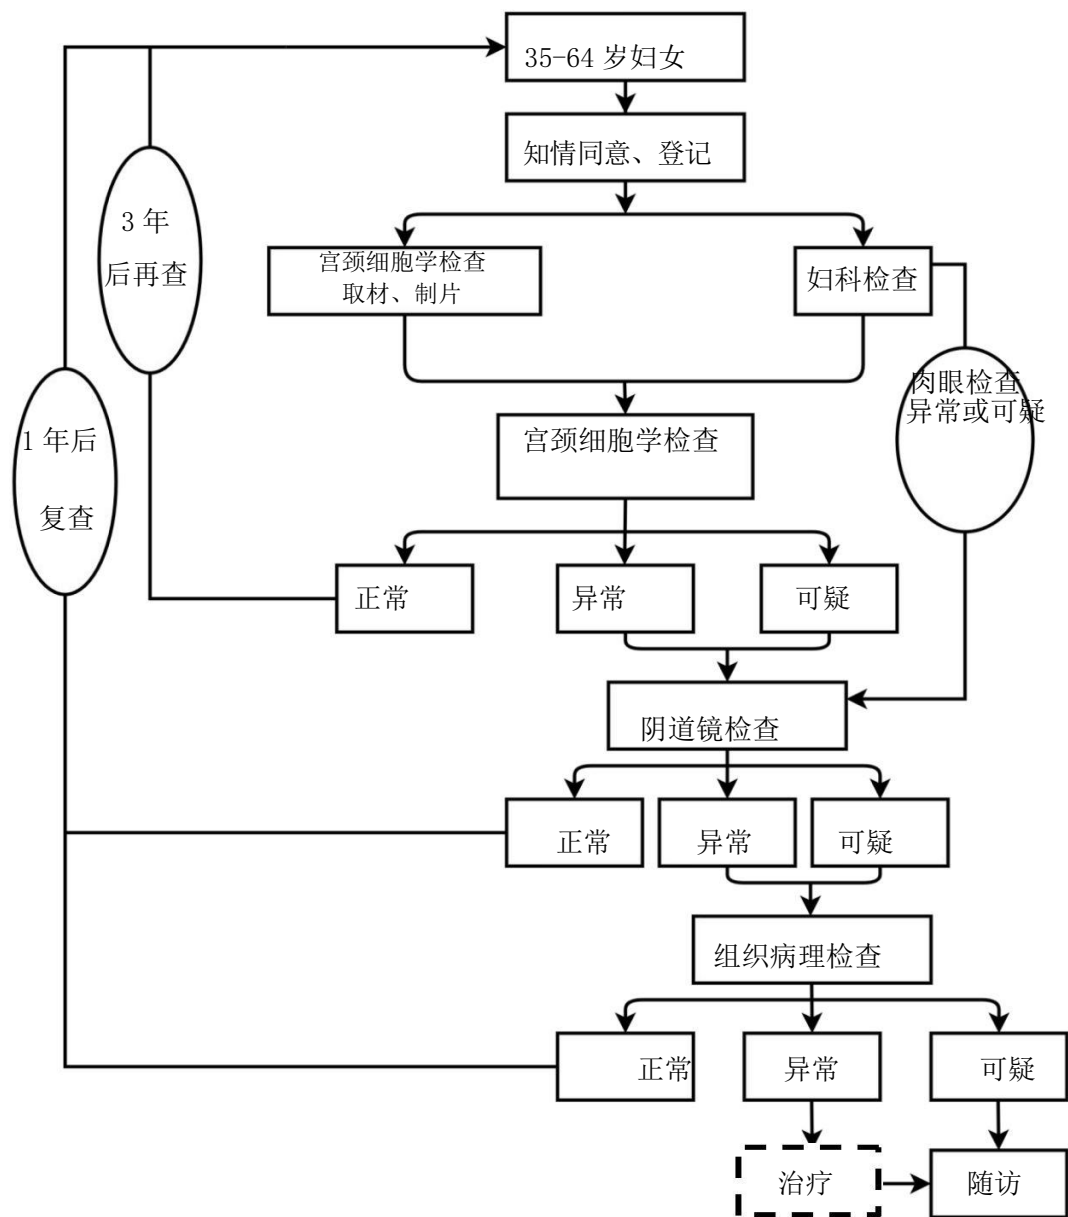 35-64 岁妇女
知情同意、登记
3 年
后再查
宫颈细胞学检查
取材、制片
妇科检查
肉眼检查
异常或可疑
1 年后
复查
宫颈细胞学检查
正常
异常
可疑
阴道镜检查
正常
异常
可疑
组织病理检查
正常
异常
可疑
治疗
随访